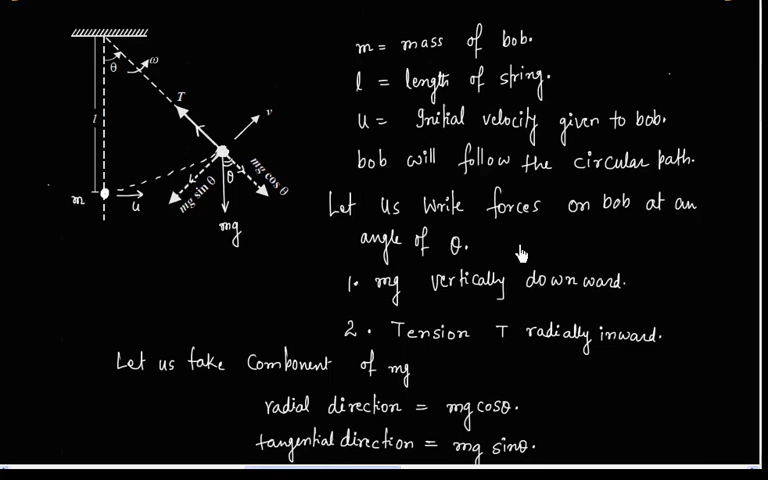 m = mass of bob.
l = length of string.
u = Initial velocity given to bob.
bob will follow the circular path.
Let us write forces on bob at an
angle of θ.
1. mg vertically downward.
2. Tension T radially inward.
Let us take Component of mg
radial direction = mg cosθ.
tangential direction = mg sinθ.
θ
ω
T
v
l
m
u
θ
mg sin θ
mg cos θ
mg